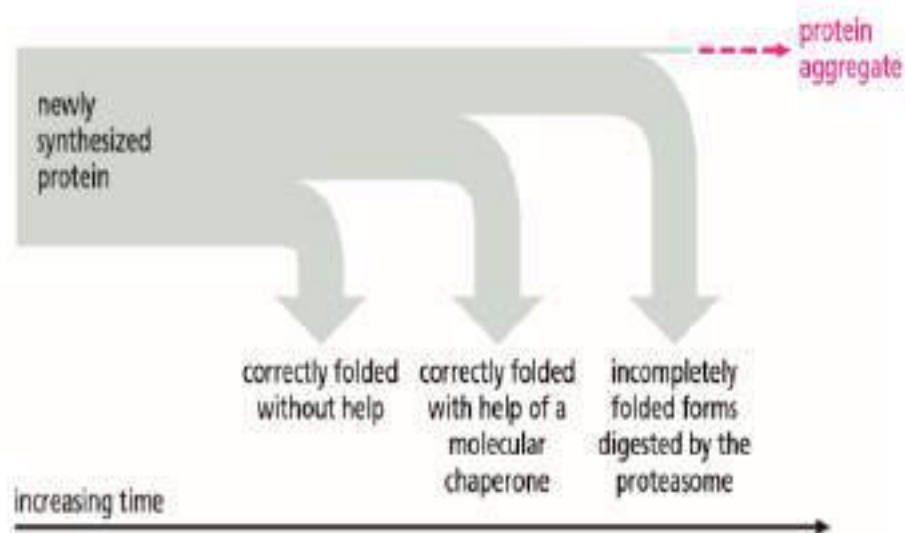 protein
aggregate
newly
synthesized
protein
correctly folded
without help
correctly folded
with help of a
molecular
chaperone
incompletely
folded forms
digested by the
proteasome
increasing time